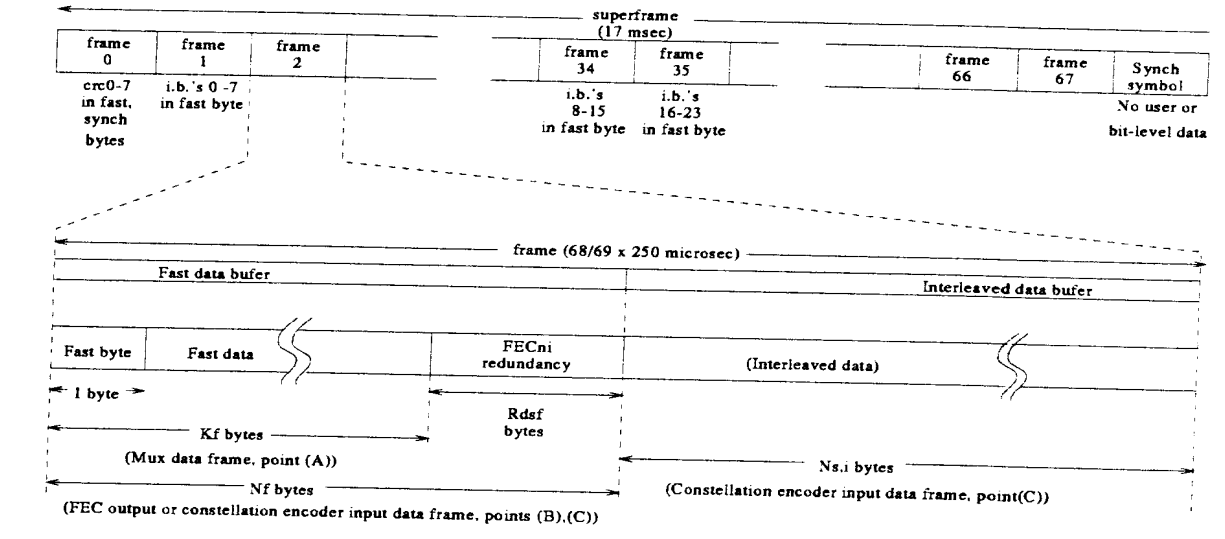 superframe
(17 msec)
frame
0
frame
1
frame
2
frame
34
frame
35
frame
66
frame
67
Synch
symbol
crc0-7
in fast,
synch
bytes
i.b.'s 0 -7
in fast byte
i.b.'s
8-15
in fast byte
i.b.'s
16-23
in fast byte
No user or
bit-level data
frame (68/69 x 250 microsec)
Fast data bufer
Interleaved data bufer
Fast byte
Fast data
FECni
redundancy
(Interleaved data)
1 byte
Rdsf
bytes
Kf bytes
(Mux data frame, point (A))
Ns.i bytes
(Constellation encoder input data frame, point(C))
Nf bytes
(FEC output or constellation encoder input data frame, points (B),(C))